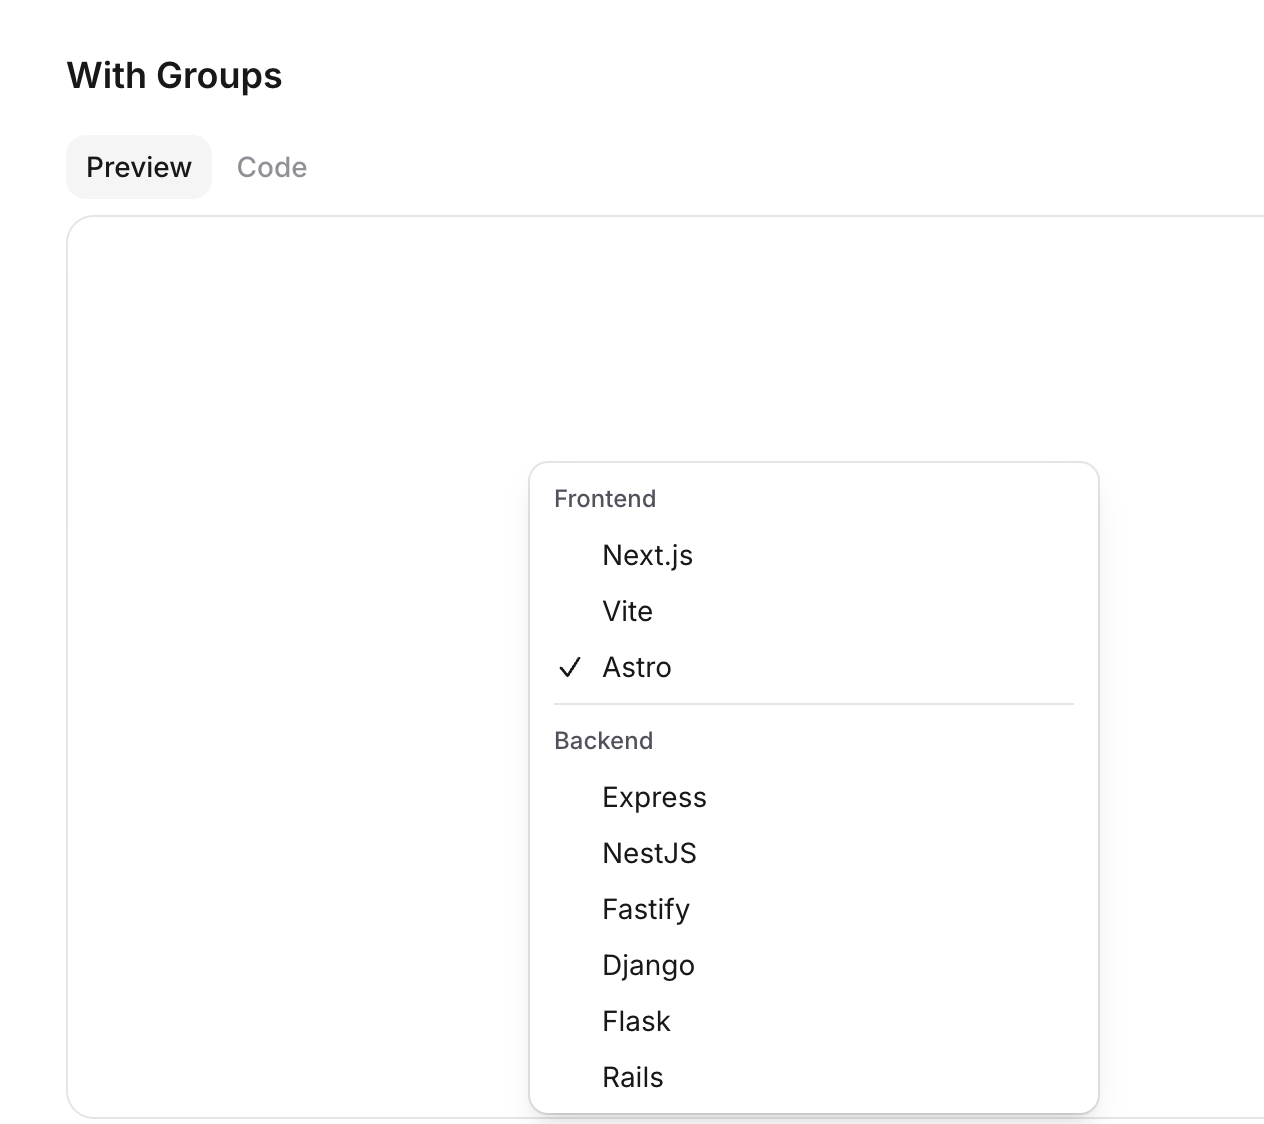 With Groups
Preview Code
Frontend
Next.js
Vite
Astro
Backend
Express
NestJS
Fastify
Django
Flask
Rails